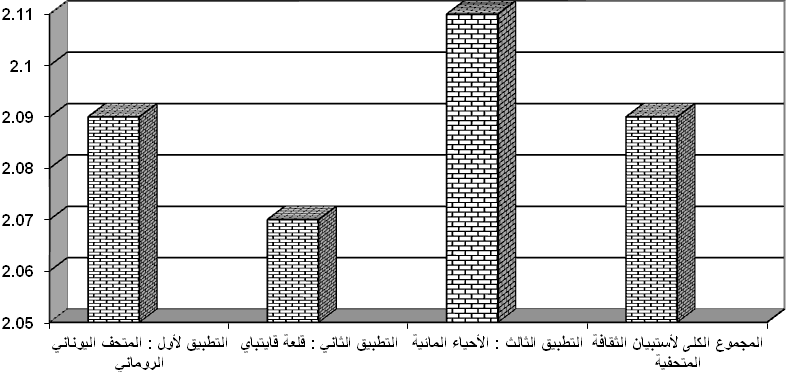 2.11
2.1
2.09
2.08
2.07
2.06
2.05
التطبيق لأول : المتحف اليوناني
الروماني
التطبيق الثاني : قلعة قايتباي
التطبيق الثالث : الأحياء المائية
المجموع الكلى لأستبيان الثقافة
المتحفية